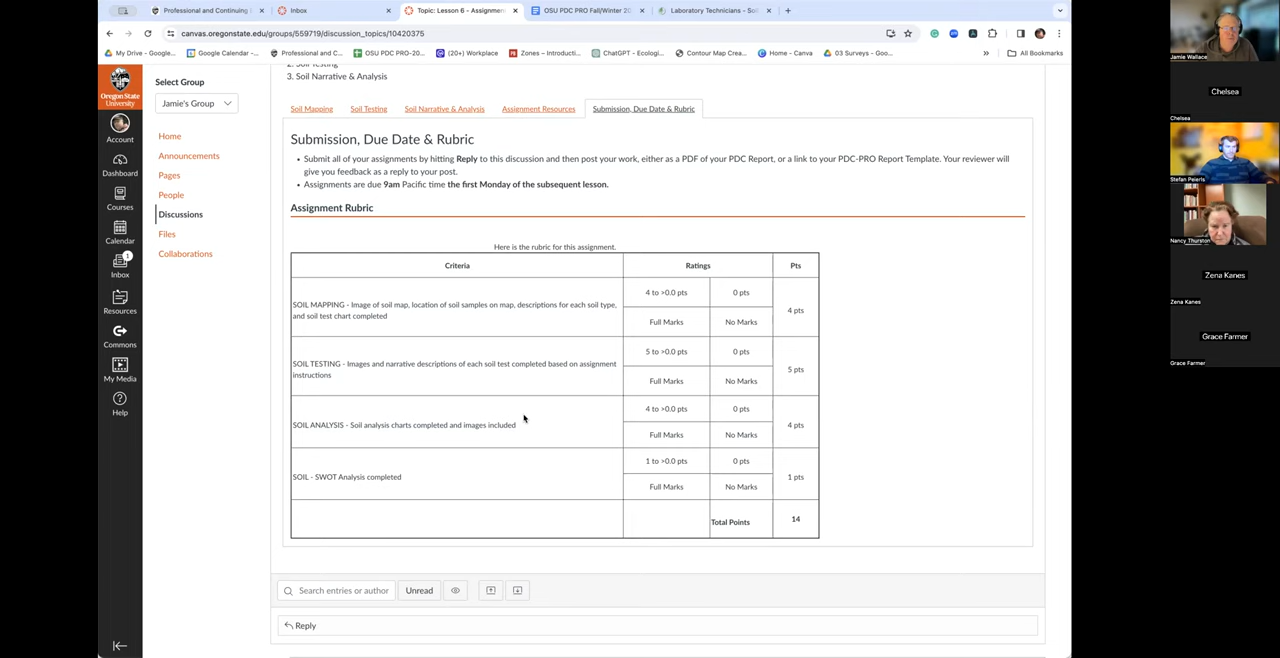 Professional and Continuing
Inbox
Topic: Lesson 6 - Assignmen
OSU PDC PRO Fall/Winter 20
Laboratory Technicians - Soi
canvas.oregonstate.edu/groups/559719/discussion_topics/10420375
My Drive - Google...
Google Calendar -...
Professional and C...
OSU PDC PRO-20...
(20+) Workplace
Zones – Introducti...
ChatGPT - Ecologi...
Contour Map Crea...
Home - Canva
03 Surveys - Goo...
All Bookmarks
Oregon State
University
Account
Dashboard
Courses
Calendar
1
Inbox
Resources
Commons
My Media
Help
Select Group
Jamie's Group
Home
Announcements
Pages
People
Discussions
Files
Collaborations
2. Soil Testing
3. Soil Narrative & Analysis
Soil Mapping
Soil Testing
Soil Narrative & Analysis
Assignment Resources
Submission, Due Date & Rubric
Submission, Due Date & Rubric
• Submit all of your assignments by hitting Reply to this discussion and then post your work, either as a PDF of your PDC Report, or a link to your PDC-PRO Report Template. Your reviewer
will give you feedback as a reply to your post.
• Assignments are due 9am Pacific time the first Monday of the subsequent lesson.
Assignment Rubric
Here is the rubric for this assignment.
Criteria
Ratings
Pts
SOIL MAPPING - Image of soil map, location of soil samples on map, descriptions for each soil type,
and soil test chart completed
4 to >0.0 pts
0 pts
Full Marks
No Marks
4 pts
SOIL TESTING - Images and narrative descriptions of each soil test completed based on assignment
instructions
5 to >0.0 pts
0 pts
Full Marks
No Marks
5 pts
SOIL ANALYSIS - Soil analysis charts completed and images included
4 to >0.0 pts
0 pts
Full Marks
No Marks
4 pts
SOIL - SWOT Analysis completed
1 to >0.0 pts
0 pts
Full Marks
No Marks
1 pts
Total Points
14
Search entries or author
Unread
Reply
Jamie Wallace
Chelsea
Chelsea
Stefan Peierls
Nancy Thurston
Zena Kanes
Zena Kanes
Grace Farmer
Grace Farmer